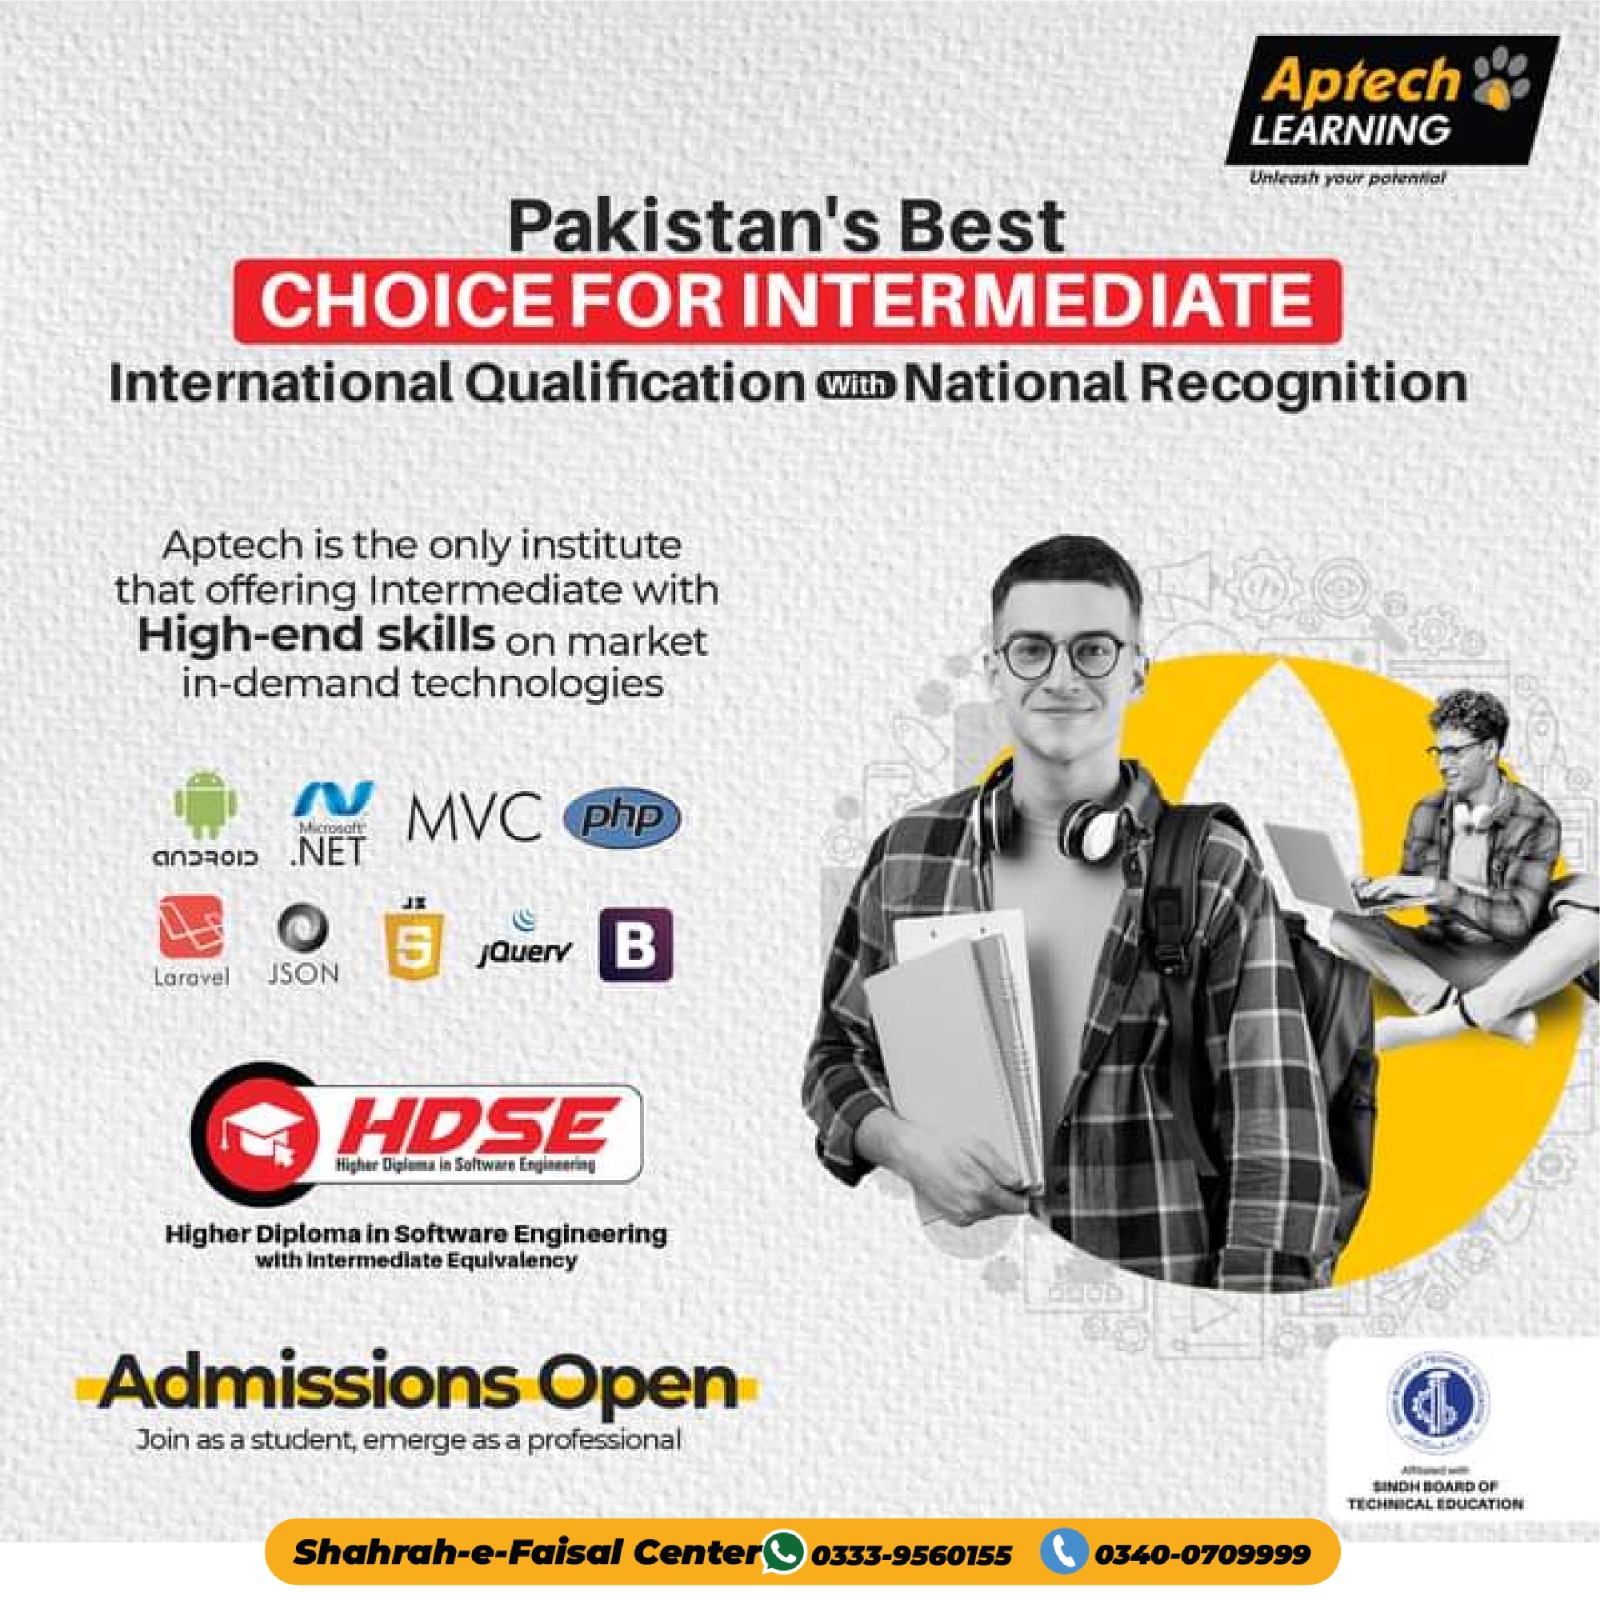 Aptech
LEARNING
Unleash your potential
Pakistan's Best
CHOICE FOR INTERMEDIATE
International Qualification With National Recognition
Aptech is the only institute
that offering Intermediate with
High-end skills on market
in-demand technologies
ANDROID
Microsoft
.NET
MVC
php
Laravel
JSON
JS
5
jQuery
B
HDSE
Higher Diploma in Software Engineering
Higher Diploma in Software Engineering
with Intermediate Equivalency
Admissions Open
Join as a student, emerge as a professional
Affiliated with
SINDH BOARD OF
TECHNICAL EDUCATION
Shahrah-e-Faisal Center 0333-9560155 0340-0709999